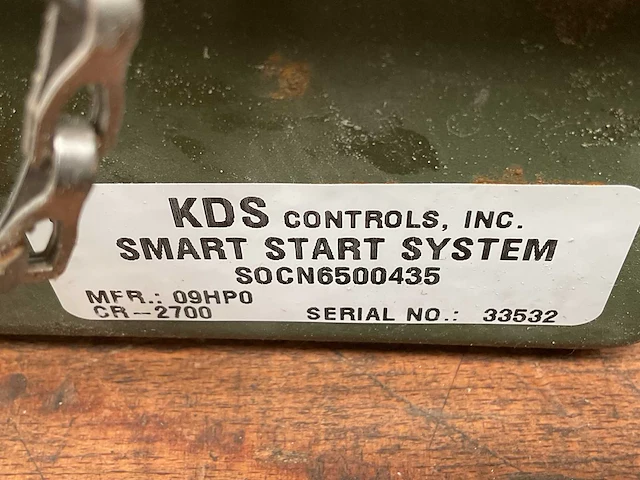 KDS CONTROLS, INC.
SMART START SYSTEM
SOCN6500435
MFR.: 09HP0
CR-2700 SERIAL NO.: 33532